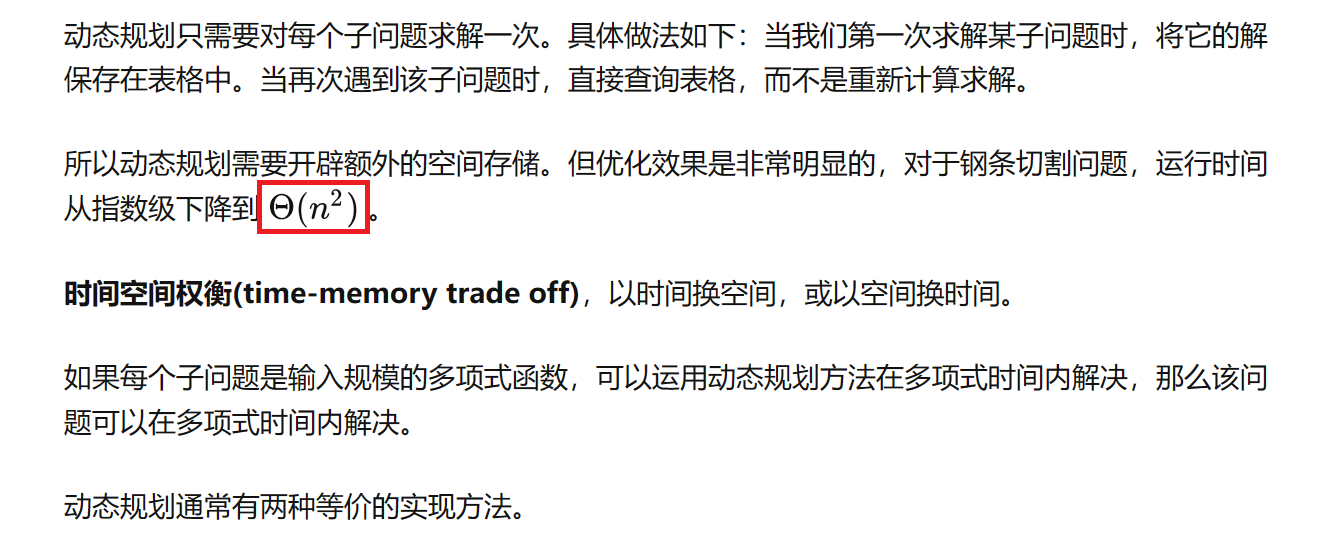 动态规划只需要对每个子问题求解一次。具体做法如下：当我们第一次求解某子问题时，将它的解
保存在表格中。当再次遇到该子问题时，直接查询表格，而不是重新计算求解。
所以动态规划需要开辟额外的空间存储。但优化效果是非常明显的，对于钢条切割问题，运行时间
从指数级下降到 Θ(n²)。
时间空间权衡(time-memory trade off)，以时间换空间，或以空间换时间。
如果每个子问题是输入规模的多项式函数，可以运用动态规划方法在多项式时间内解决，那么该问
题可以在多项式时间内解决。
动态规划通常有两种等价的实现方法。